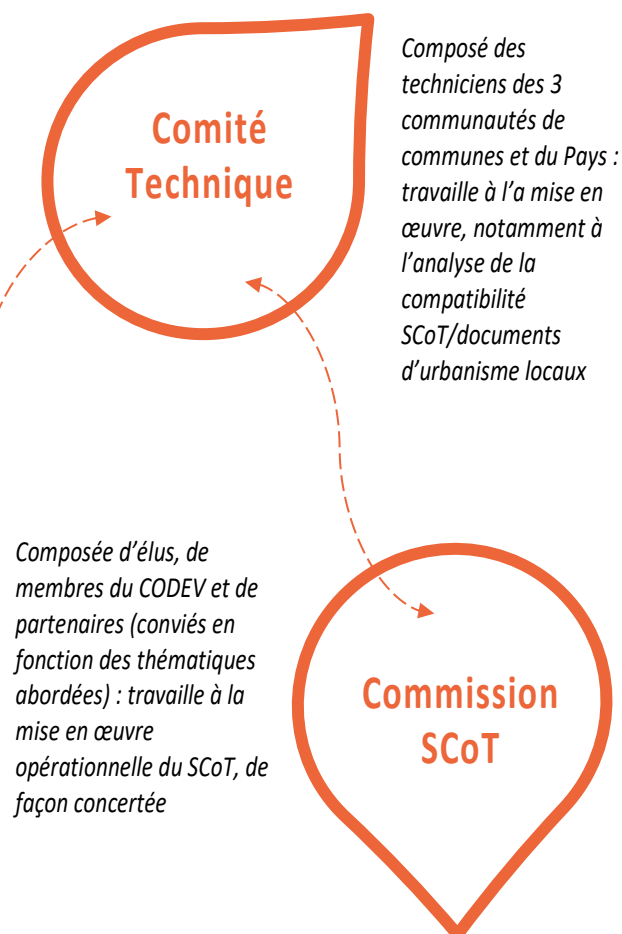 Comité
Technique
Composé des
techniciens des 3
communautés de
communes et du Pays :
travaille à l'a mise en
œuvre, notamment à
l'analyse de la
compatibilité
SCoT/documents
d'urbanisme locaux
Composée d'élus, de
membres du CODEV et de
partenaires (conviés en
fonction des thématiques
abordées) : travaille à la
mise en œuvre
opérationnelle du SCoT, de
façon concertée
Commission
SCoT